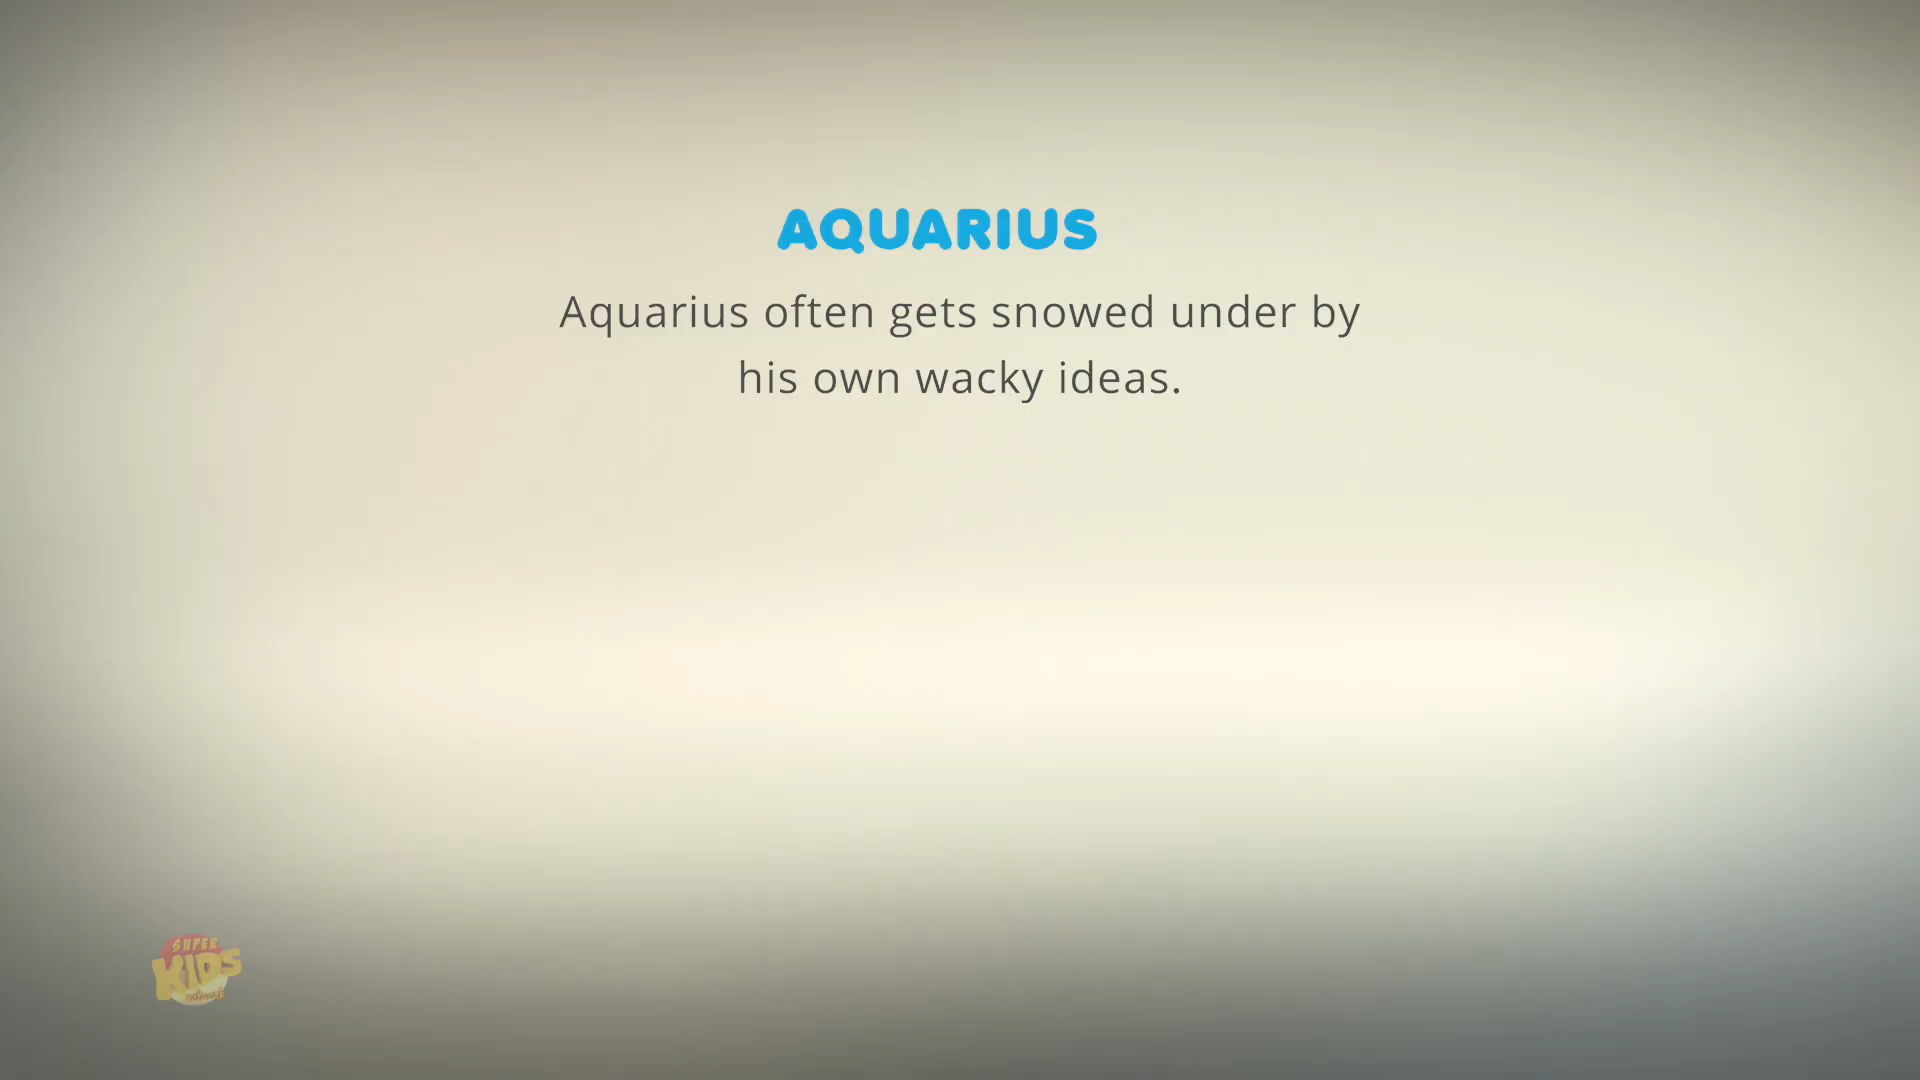 AQUARIUS
Aquarius often gets snowed under by
his own wacky ideas.
SUPER
KIDS